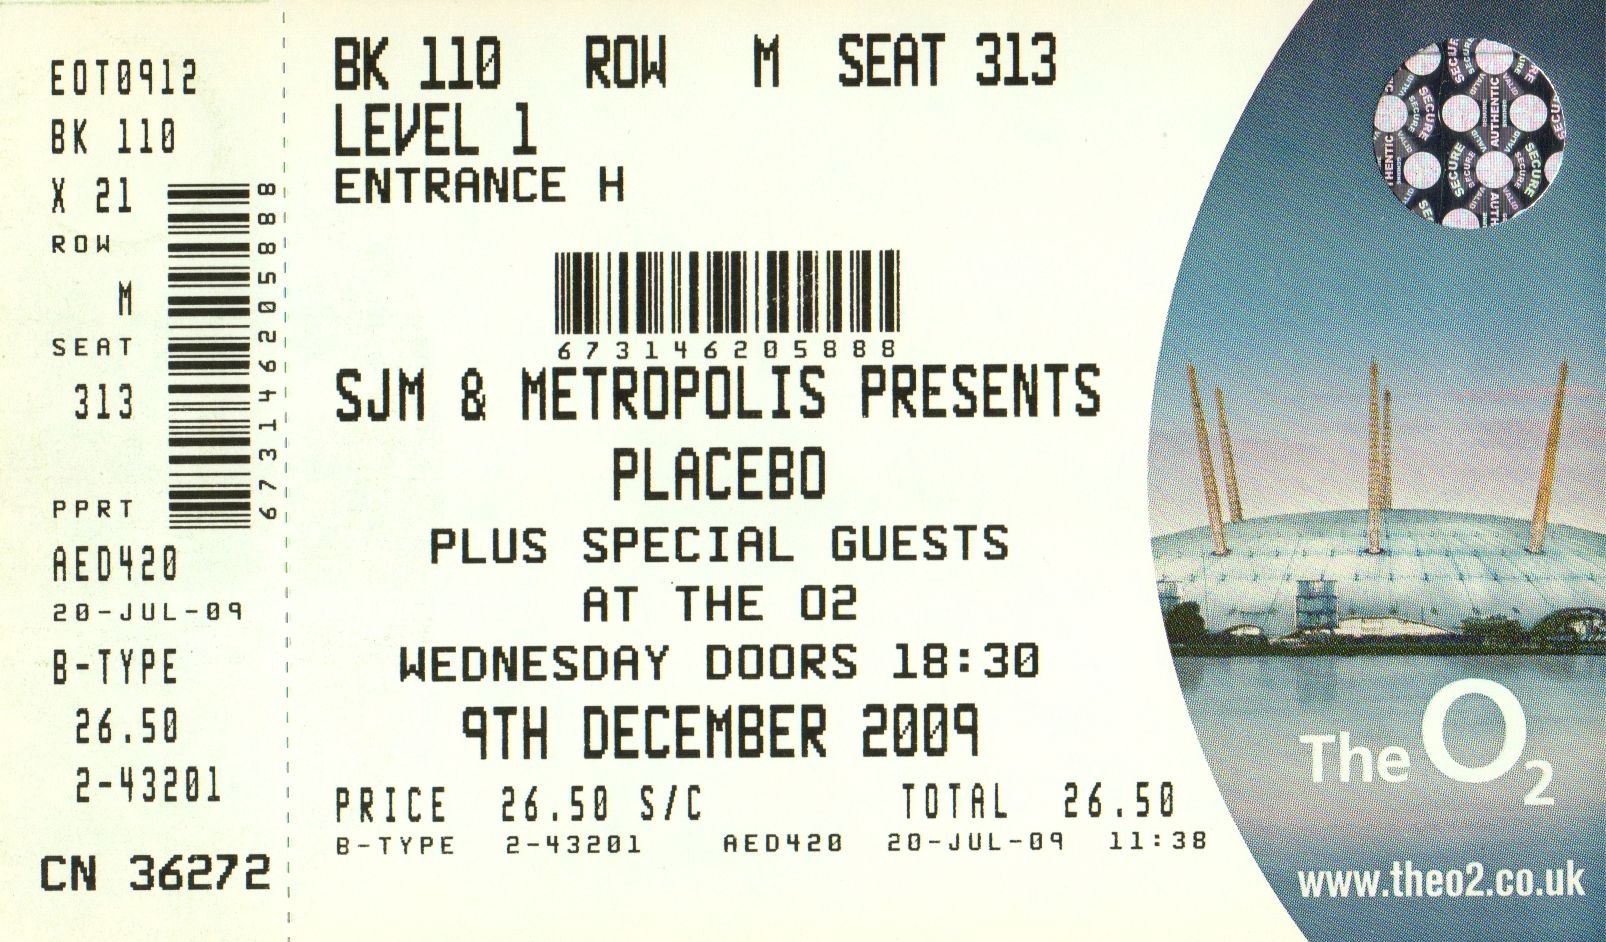 EOT0912
BK 110
X 21
ROW
M
SEAT
313
PPRT
AED420
20-JUL-09
B-TYPE
26.50
2-43201
CN 36272
673146205888
BK 110 ROW M SEAT 313
LEVEL 1
ENTRANCE H
673146205888
SJM & METROPOLIS PRESENTS
PLACEBO
PLUS SPECIAL GUESTS
AT THE O2
WEDNESDAY DOORS 18:30
9TH DECEMBER 2009
PRICE 26.50 S/C TOTAL 26.50
B-TYPE 2-43201 AED420 20-JUL-09 11:38
SECURE
AUTHENTIC
VALID
The O2
www.theo2.co.uk